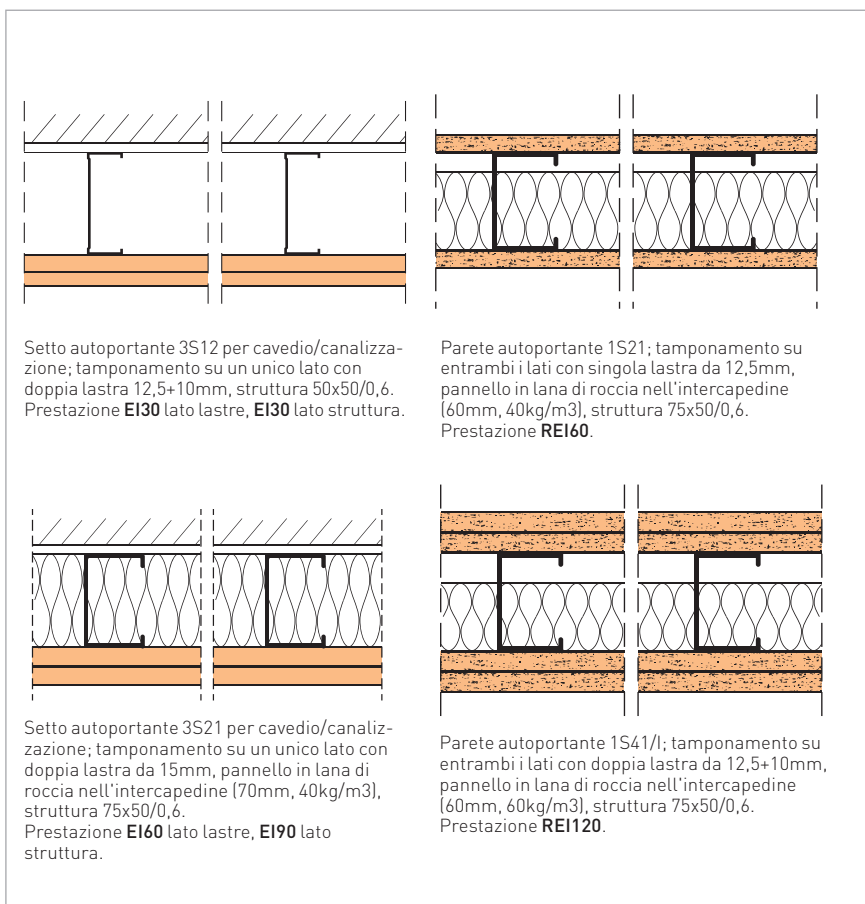 Setto autoportante 3S12 per cavedio/canalizza-
zione; tamponamento su un unico lato con
doppia lastra 12,5+10mm, struttura 50x50/0,6.
Prestazione EI30 lato lastre, EI30 lato struttura.
Parete autoportante 1S21; tamponamento su
entrambi i lati con singola lastra da 12,5mm,
pannello in lana di roccia nell'intercapedine
(60mm, 40kg/m3), struttura 75x50/0,6.
Prestazione REI60.
Setto autoportante 3S21 per cavedio/canaliz-
zazione; tamponamento su un unico lato con
doppia lastra da 15mm, pannello in lana di
roccia nell'intercapedine (70mm, 40kg/m3),
struttura 75x50/0,6.
Prestazione EI60 lato lastre, EI90 lato
struttura.
Parete autoportante 1S41/I; tamponamento su
entrambi i lati con doppia lastra da 12,5+10mm,
pannello in lana di roccia nell'intercapedine
(60mm, 60kg/m3), struttura 75x50/0,6.
Prestazione REI120.